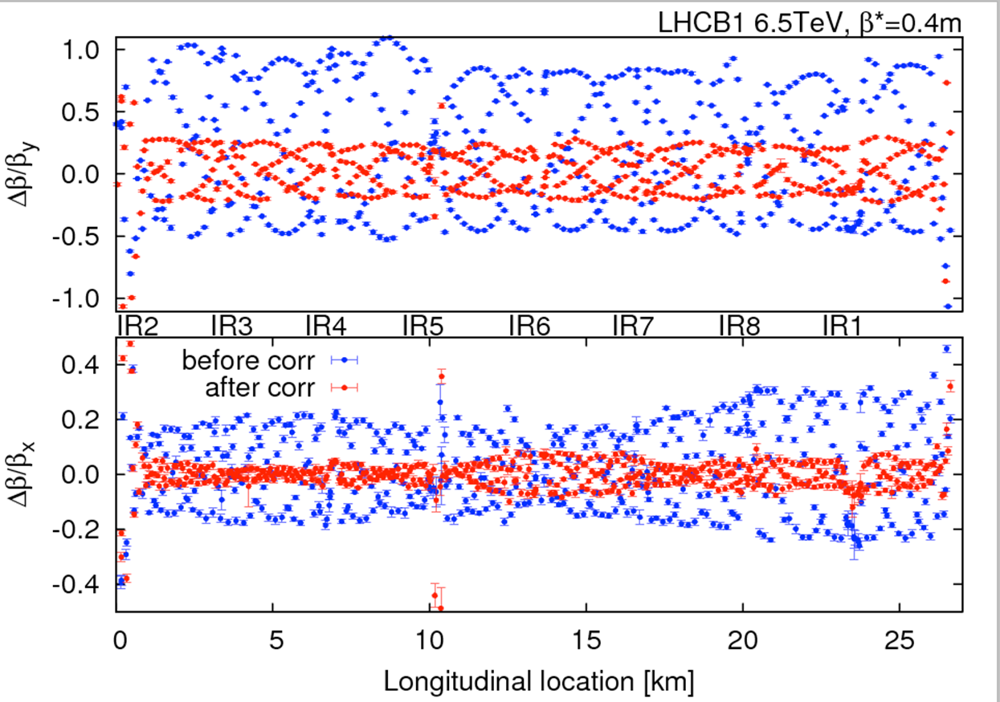 LHCB1 6.5TeV, β*=0.4m
Δβ/βy
1.0
0.5
0.0
-0.5
-1.0
IR2 IR3 IR4 IR5 IR6 IR7 IR8 IR1
Δβ/βx
0.4
0.2
0.0
-0.2
-0.4
before corr
after corr
0 5 10 15 20 25
Longitudinal location [km]